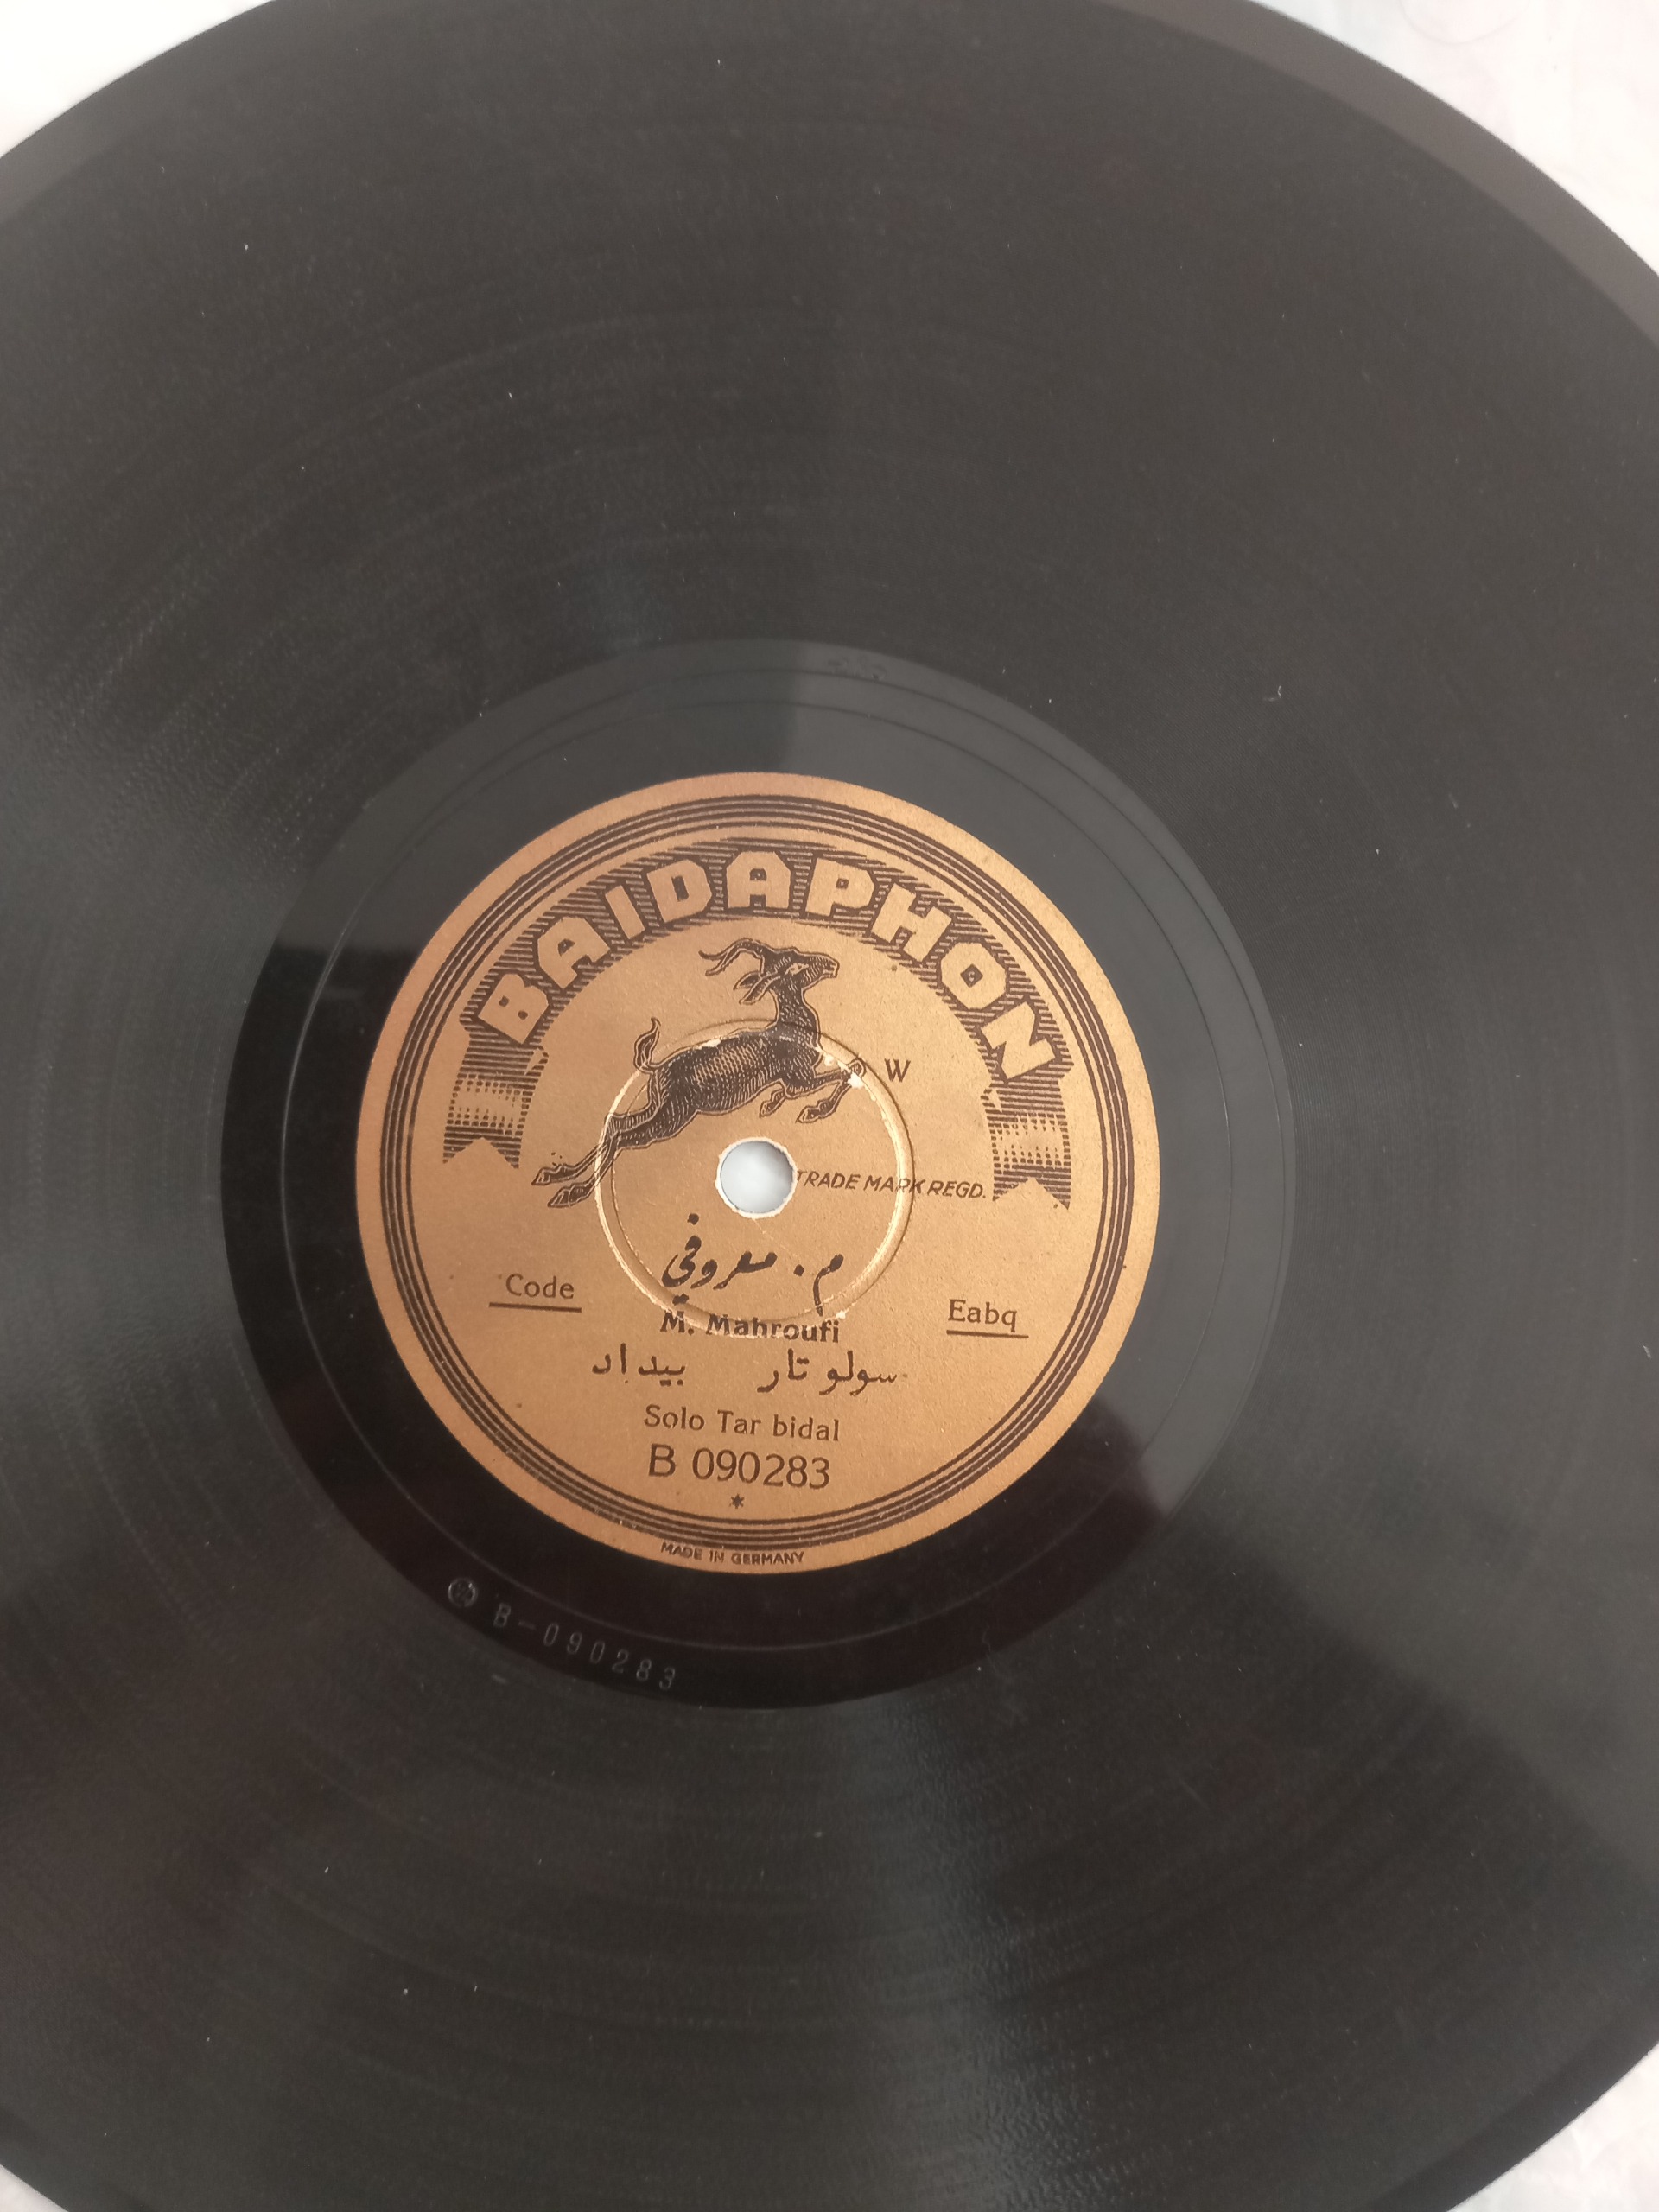 BAIDAPHON
W
TRADE MARK REGD.
م. معروفي
Code
Eabq
M. Mahroufi
سولو تار بيداد
Solo Tar bidal
B 090283
*
MADE IN GERMANY
B-090283